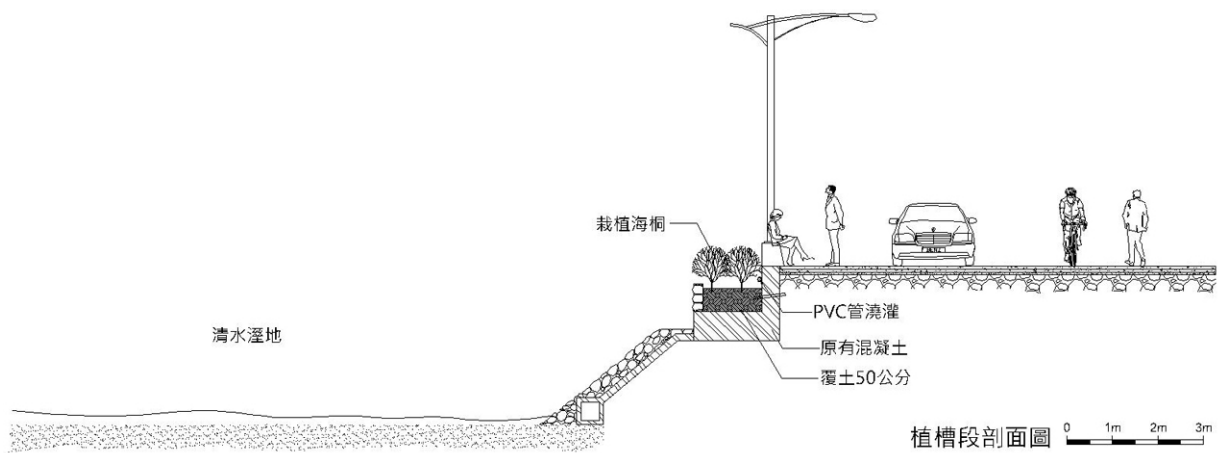 栽植海桐
PVC管澆灌
清水溼地
原有混凝土
覆土50公分
植槽段剖面圖
0 1m 2m 3m